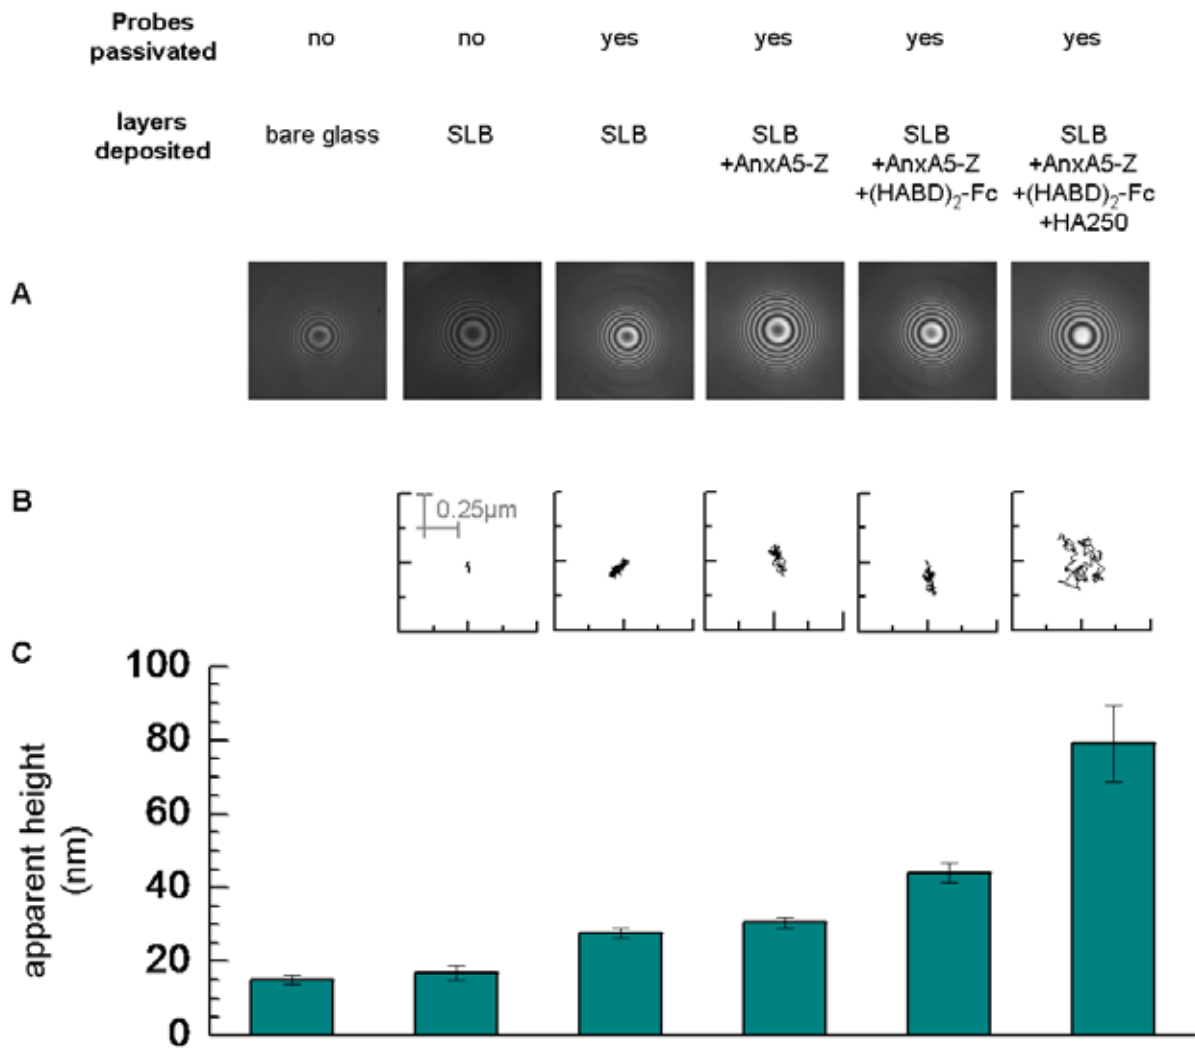 Probes
passivated
no
no
yes
yes
yes
yes
layers
deposited
bare glass
SLB
SLB
SLB
+AnxA5-Z
SLB
+AnxA5-Z
+(HABD)₂-Fc
SLB
+AnxA5-Z
+(HABD)₂-Fc
+HA250
A
B
0.25µm
C
100
80
60
40
20
0
apparent height
(nm)